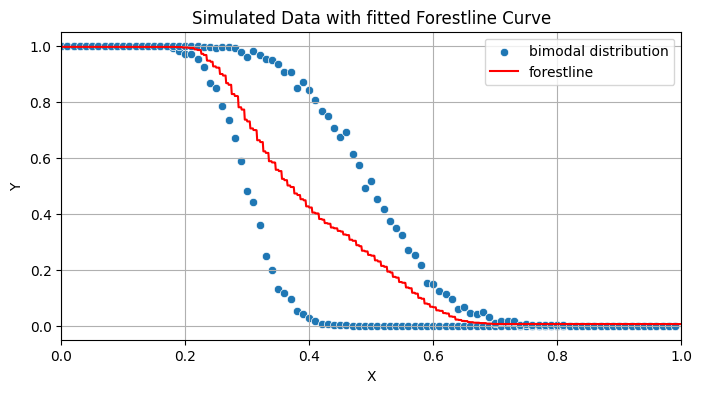 Simulated Data with fitted Forestline Curve
bimodal distribution
forestline
Y
1.0
0.8
0.6
0.4
0.2
0.0
0.0 0.2 0.4 0.6 0.8 1.0
X